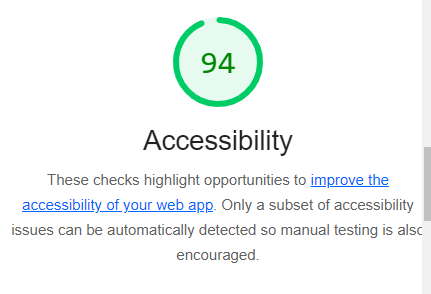 94
Accessibility
These checks highlight opportunities to improve the
accessibility of your web app. Only a subset of accessibility
issues can be automatically detected so manual testing is also
encouraged.